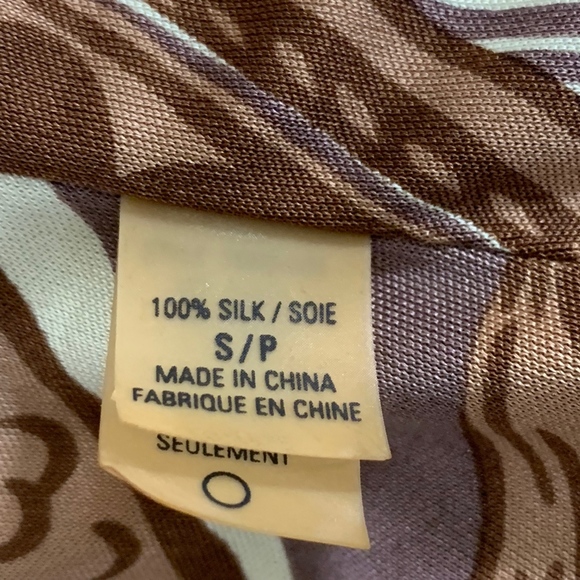 100% SILK / SOIE
S/P
MADE IN CHINA
FABRIQUE EN CHINE
SEULEMENT